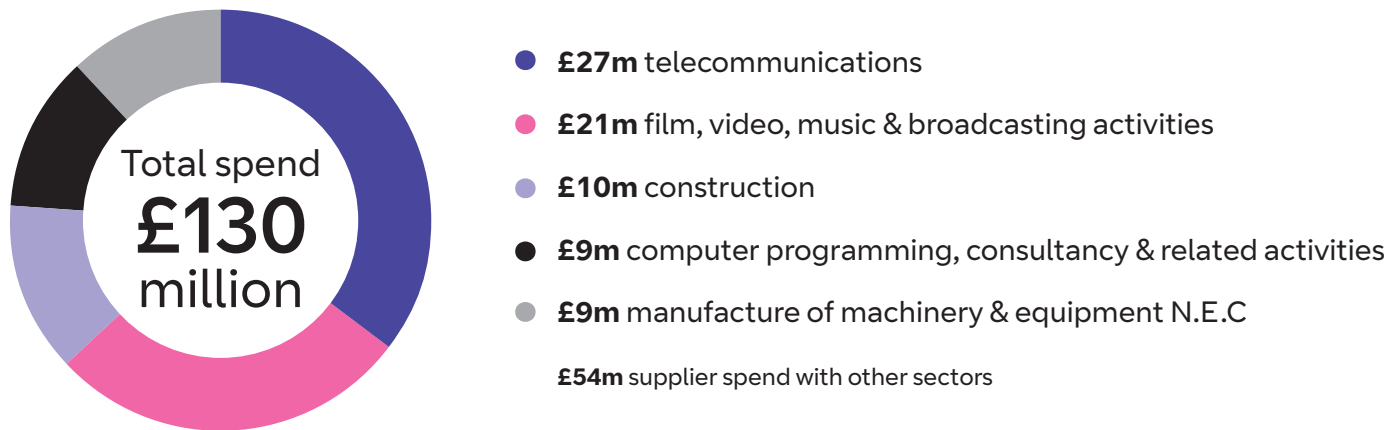 Total spend
£130
million
£27m telecommunications
£21m film, video, music & broadcasting activities
£10m construction
£9m computer programming, consultancy & related activities
£9m manufacture of machinery & equipment N.E.C
£54m supplier spend with other sectors